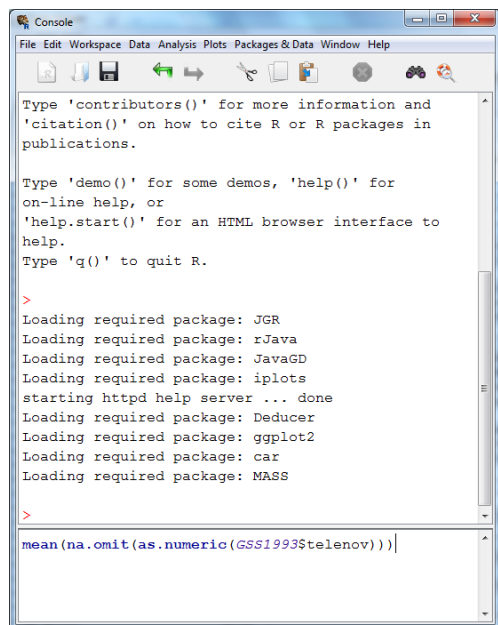 Console
File Edit Workspace Data Analysis Plots Packages & Data Window Help
Type 'contributors()' for more information and
'citation()' on how to cite R or R packages in
publications.
Type 'demo()' for some demos, 'help()' for
on-line help, or
'help.start()' for an HTML browser interface to
help.
Type 'q()' to quit R.
>
Loading required package: JGR
Loading required package: rJava
Loading required package: JavaGD
Loading required package: iplots
starting httpd help server ... done
Loading required package: Deducer
Loading required package: ggplot2
Loading required package: car
Loading required package: MASS
>
mean(na.omit(as.numeric(GSS1993$telenov)))